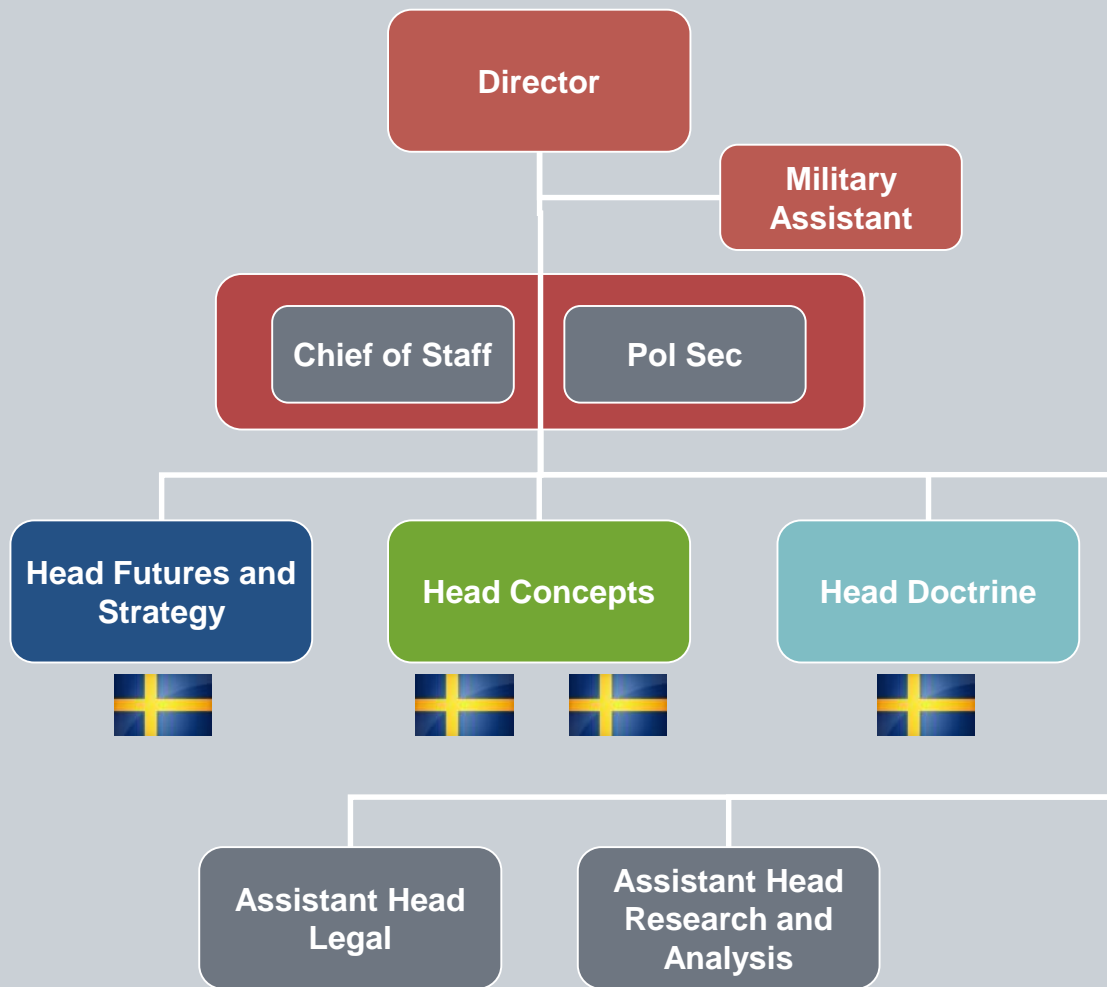 Director
Military
Assistant
Chief of Staff
Pol Sec
Head Futures and
Strategy
Head Concepts
Head Doctrine
Assistant Head
Legal
Assistant Head
Research and
Analysis